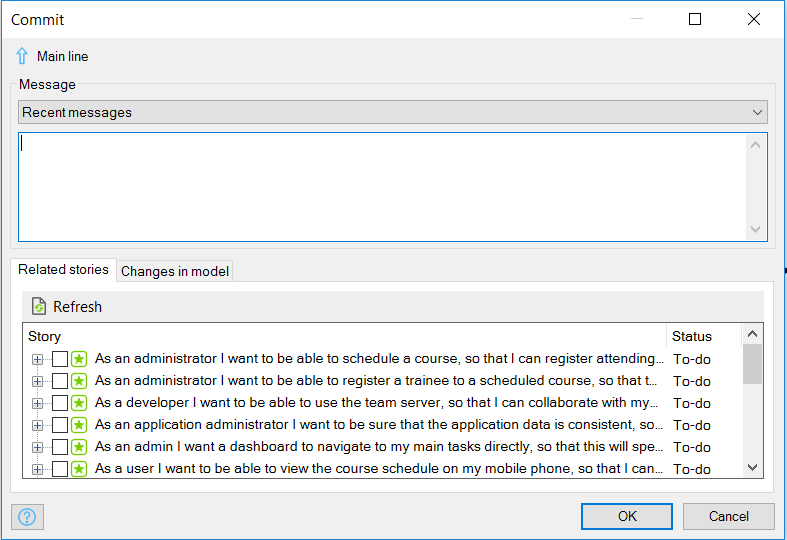 Commit
Main line
Message
Recent messages
Related stories
Changes in model
Refresh
Story Status
As an administrator I want to be able to schedule a course, so that I can register attending... To-do
As an administrator I want to be able to register a trainee to a scheduled course, so that t... To-do
As a developer I want to be able to use the team server, so that I can collaborate with my... To-do
As an application administrator I want to be sure that the application data is consistent, so... To-do
As an admin I want a dashboard to navigate to my main tasks directly, so that this will spe... To-do
As a user I want to be able to view the course schedule on my mobile phone, so that I can... To-do
? OK Cancel